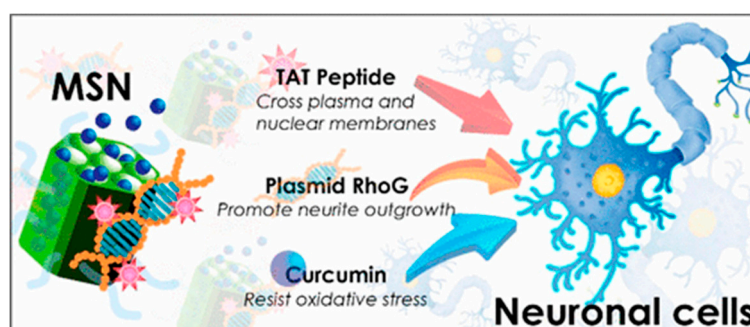 MSN
TAT Peptide
Cross plasma and
nuclear membranes
Plasmid RhoG
Promote neurite outgrowth
Curcumin
Resist oxidative stress
Neuronal cells